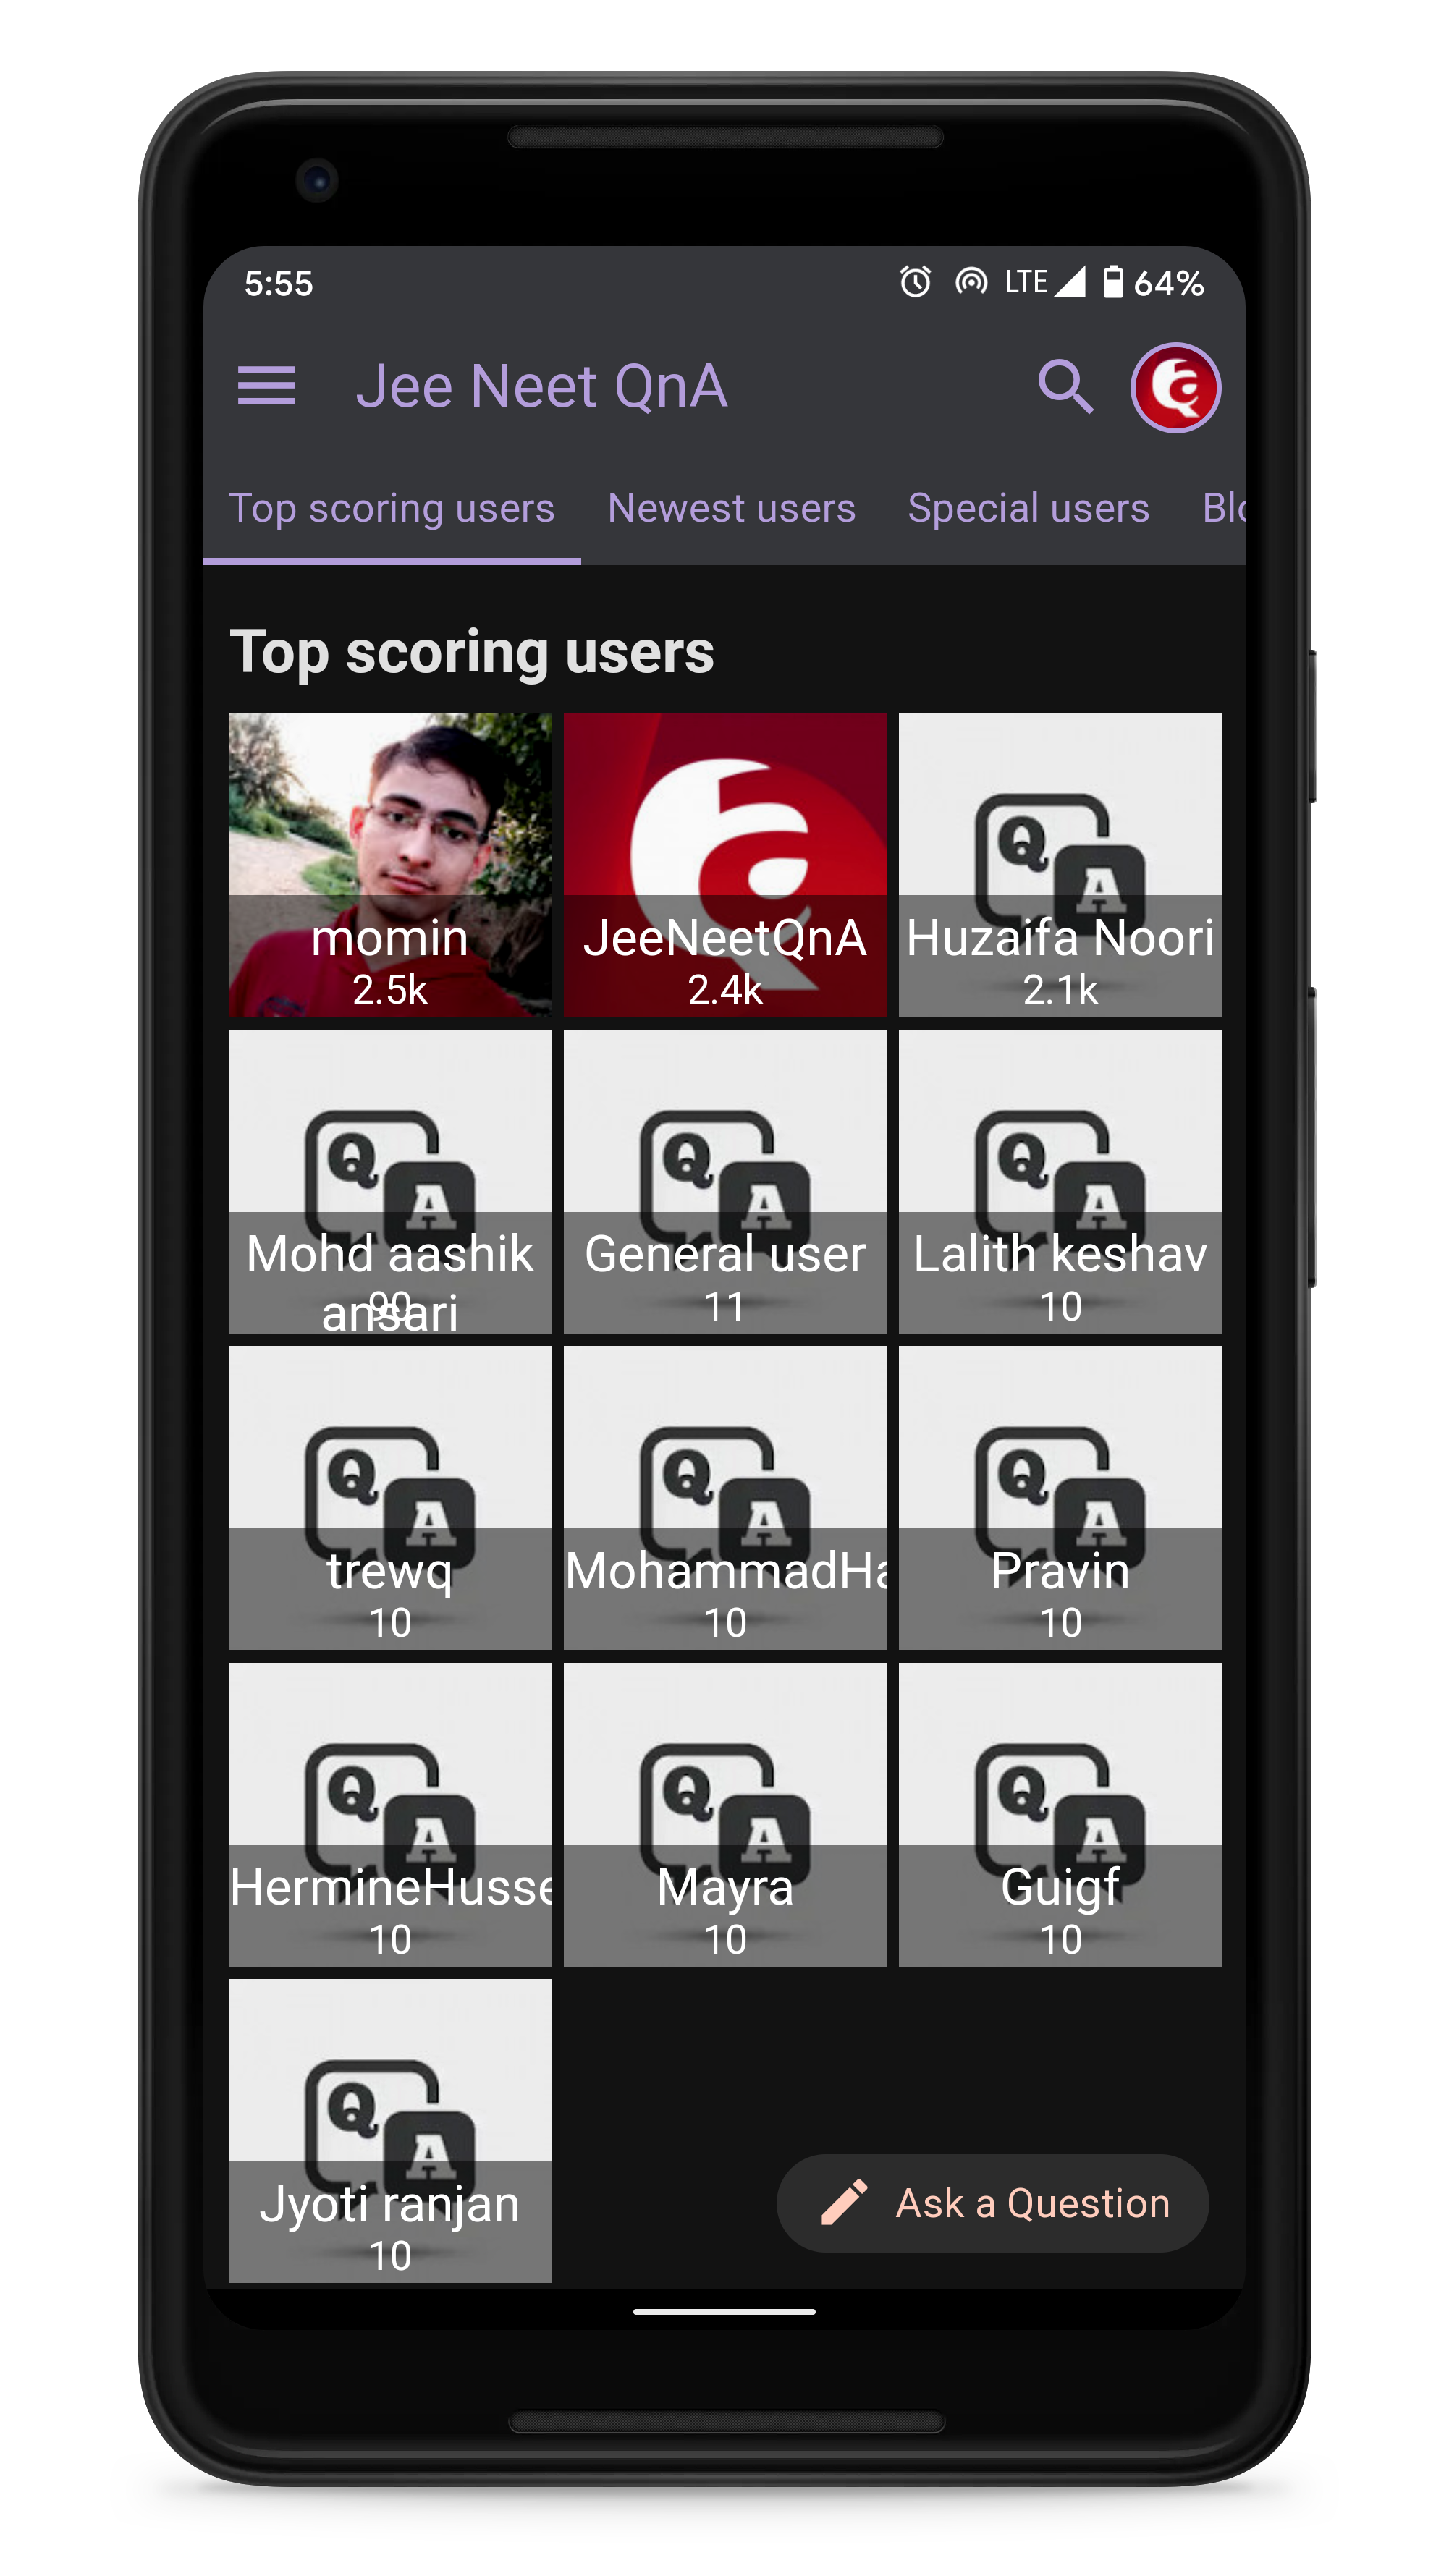 5:55
LTE 64%
Jee Neet QnA
Top scoring users Newest users Special users Blo
Top scoring users
momin
2.5k
JeeNeetQnA
2.4k
Q
A
Huzaifa Noori
2.1k
Q
A
Mohd aashik
ansari
Q
A
General user
11
Q
A
Lalith keshav
10
Q
A
trewq
10
Q
A
MohammadHa
10
Q
A
Pravin
10
Q
A
HermineHusse
10
Q
A
Mayra
10
Q
A
Guigf
10
Q
A
Jyoti ranjan
10
Ask a Question